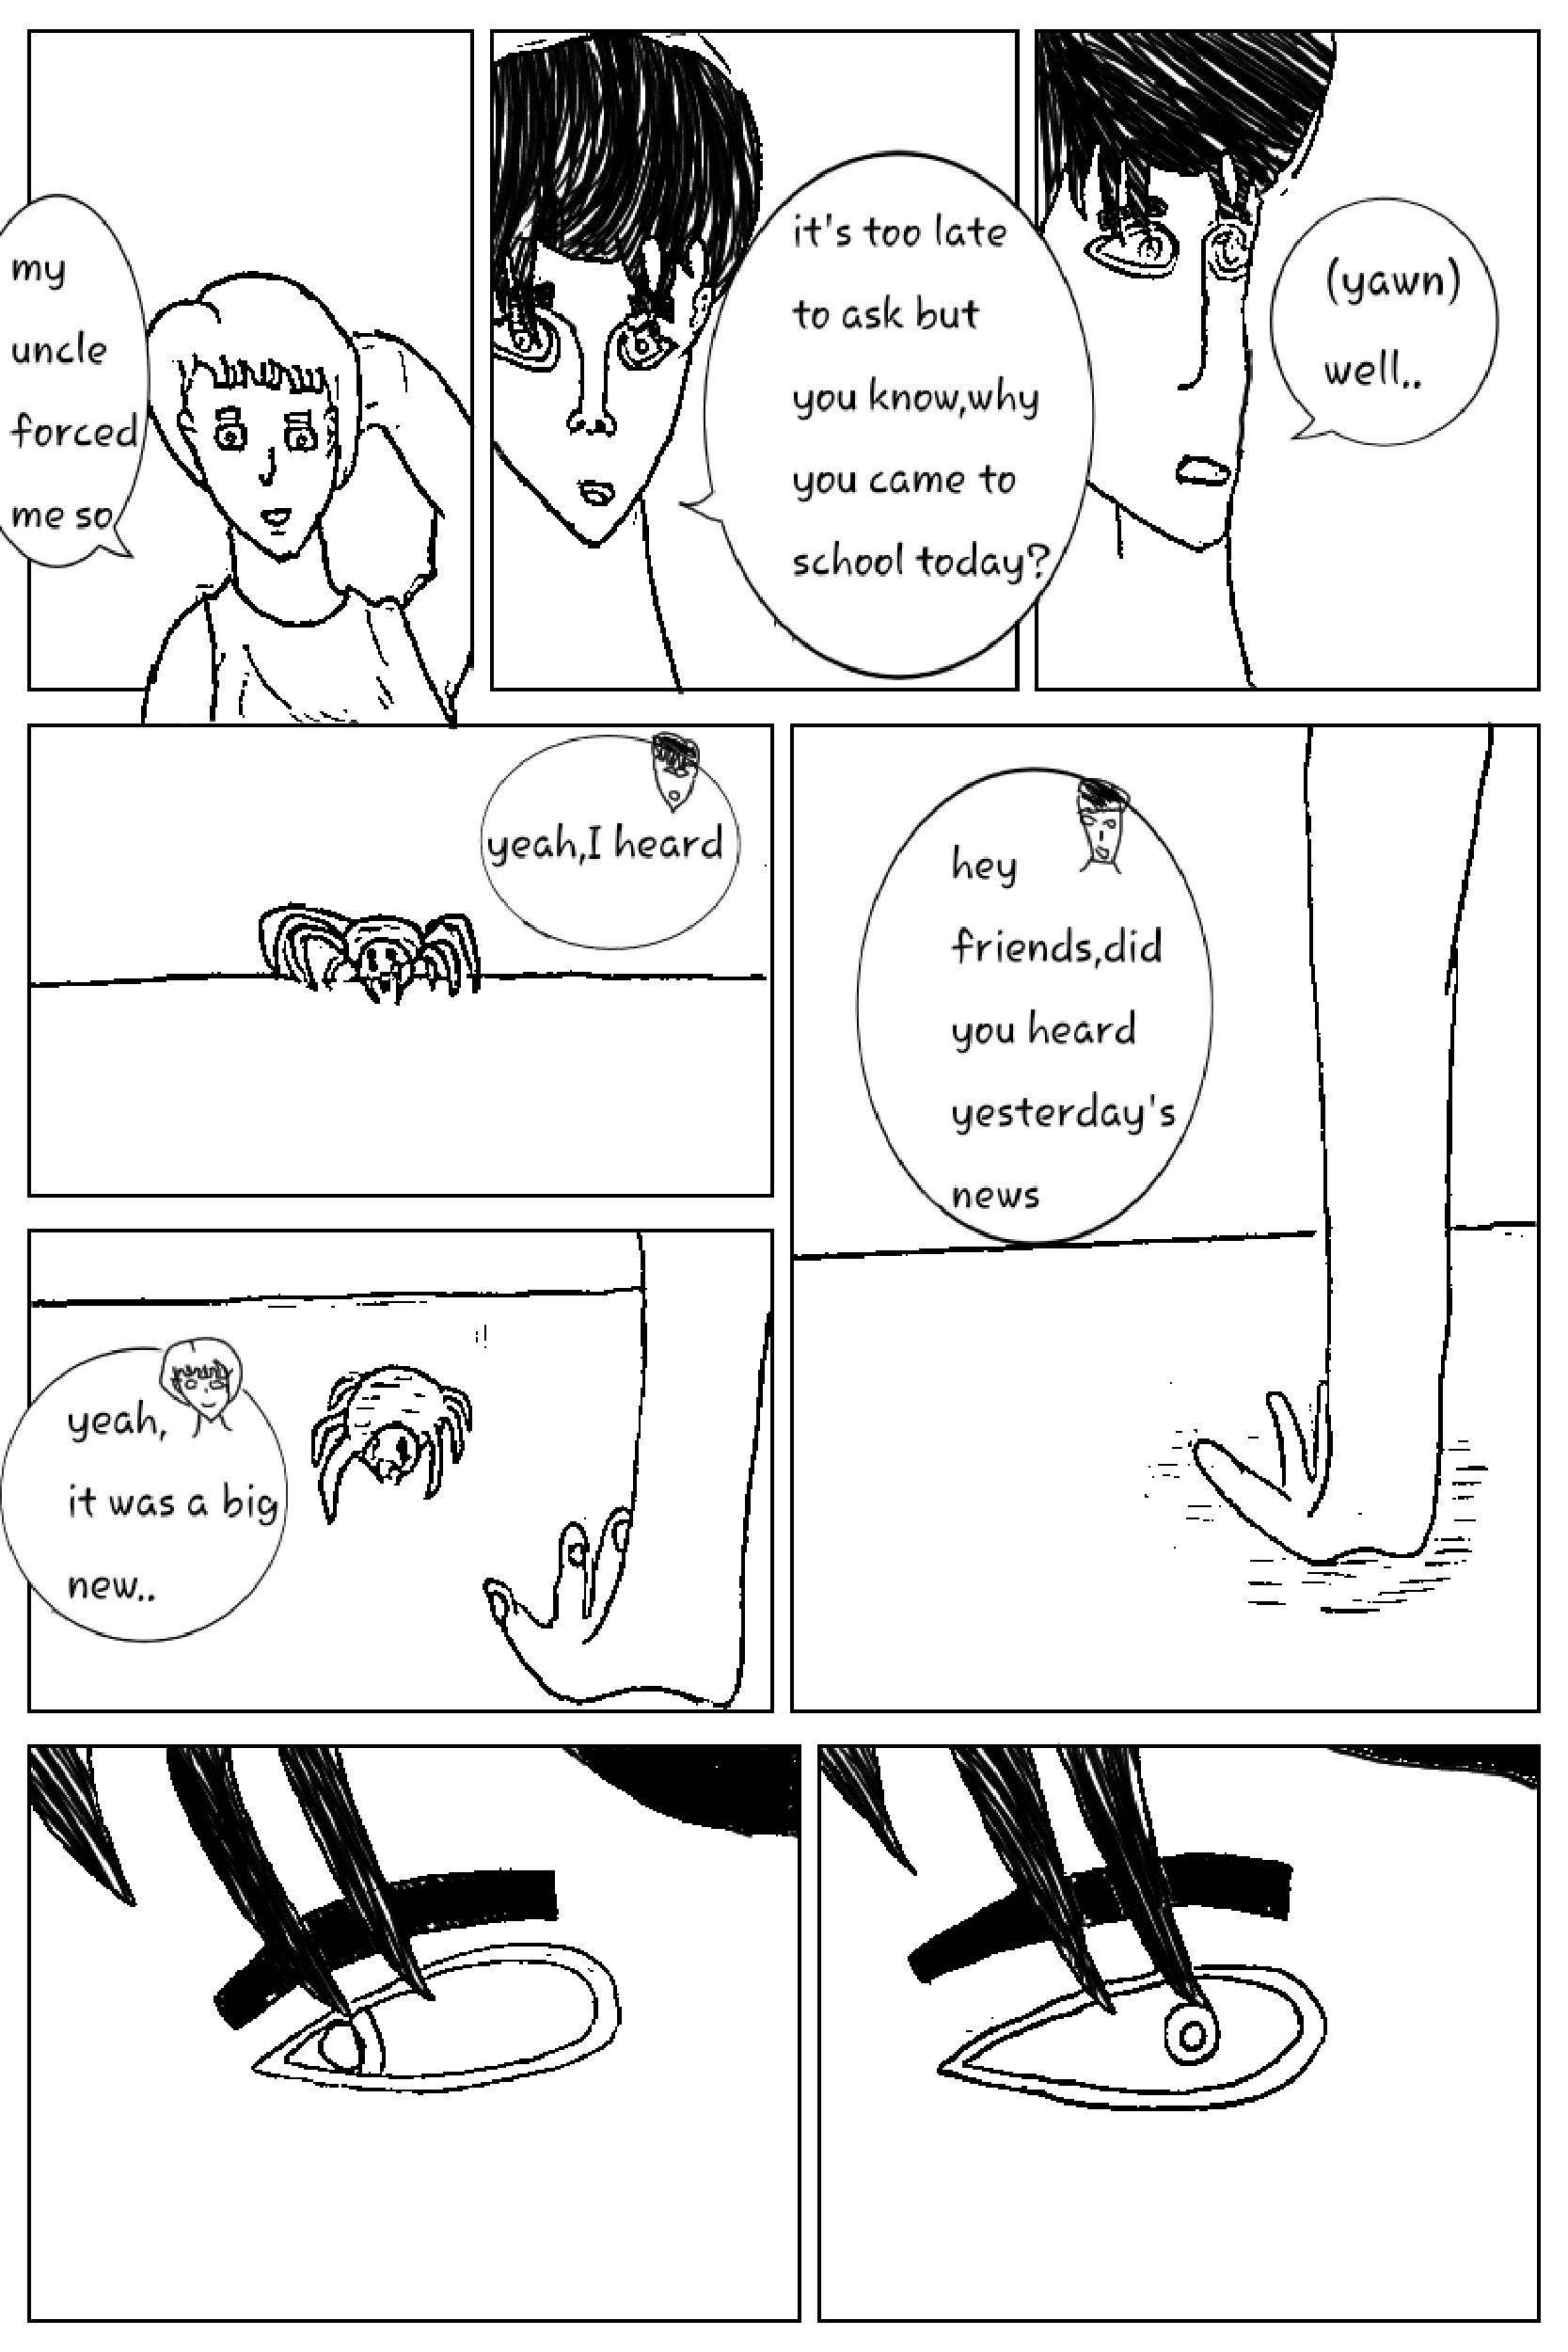 (yawn)
well..
it's too late
to ask but
you know,why
you came to
school today?
my
uncle
forced
me so
hey
friends,did
you heard
yesterday's
news
yeah,I heard
yeah,
it was a big
new..